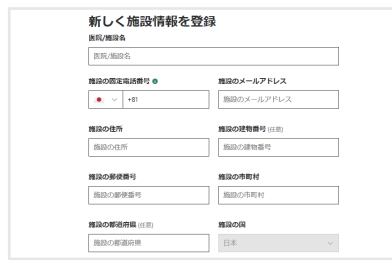 新しく施設情報を登録
医院/施設名
医院/施設名
施設の固定電話番号
施設のメールアドレス
+81
施設のメールアドレス
施設の住所
施設の建物番号 (任意)
施設の住所
施設の建物番号
施設の郵便番号
施設の市町村
施設の郵便番号
施設の市町村
施設の都道府県 (任意)
施設の国
施設の都道府県
日本